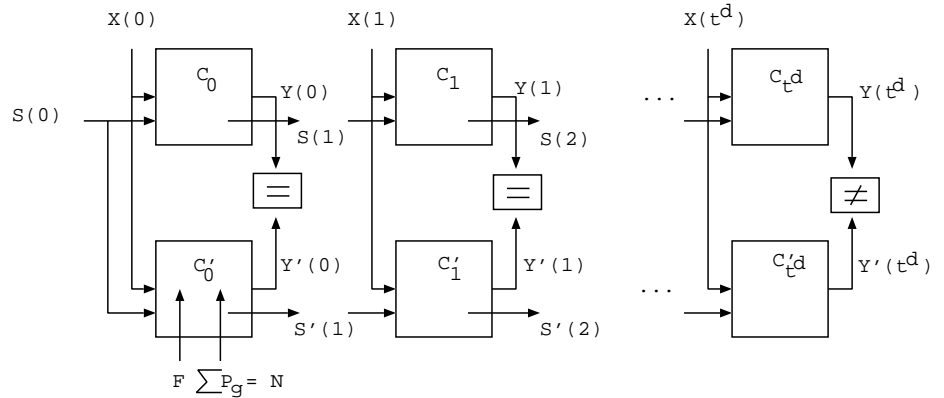 X(0) X(1) X(t^d)
C_0 C_1 C_t^d
Y(0) Y(1) ... Y(t^d)
S(0) S(1) S(2)
= = ≠
C'_0 Y'(0) C'_1 Y'(1) C'_t^d Y'(t^d)
...
S'(1) S'(2)
F ∑P_g = N